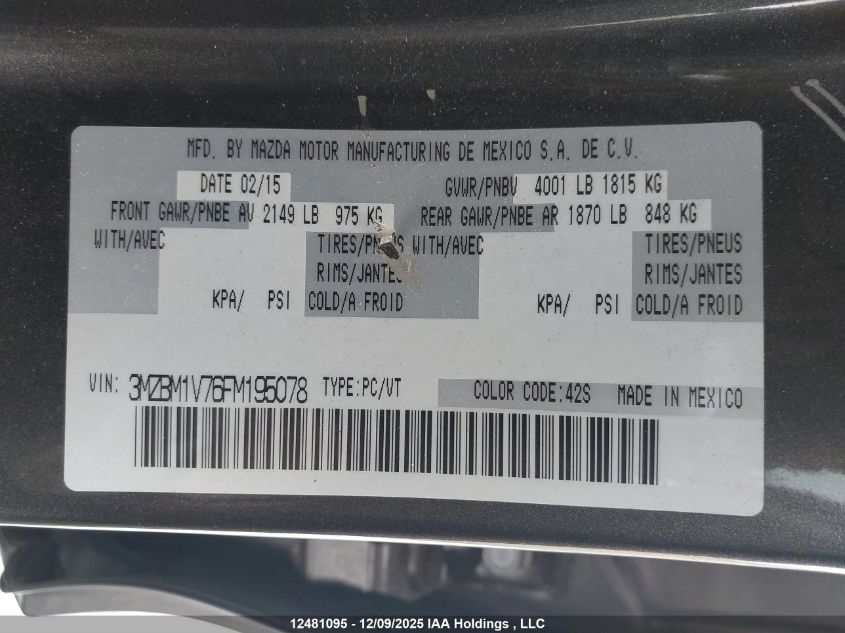 MFD. BY MAZDA MOTOR MANUFACTURING DE MEXICO S.A. DE C.V.
DATE 02/15 GVWR/PNBV 4001 LB 1815 KG
FRONT GAWR/PNBE AV 2149 LB 975 KG REAR GAWR/PNBE AR 1870 LB 848 KG
WITH/AVEC TIRES/PNEUS WITH/AVEC TIRES/PNEUS
RIMS/JANTES RIMS/JANTES
KPA/ PSI COLD/A FROID KPA/ PSI COLD/A FROID
VIN: 3MZBM1V76FM195078 TYPE:PC/VT COLOR CODE:42S MADE IN MEXICO
12481095 - 12/09/2025 IAA Holdings , LLC